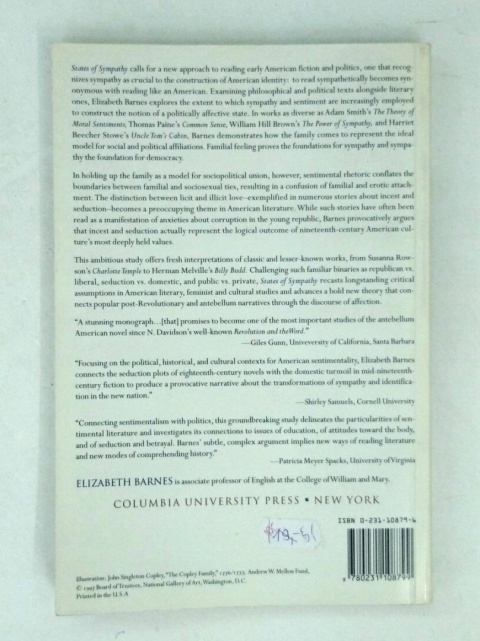 States of Sympathy calls for a new approach to reading early American fiction and politics, one that recog-
nizes sympathy as crucial to the construction of American identity: to read sympathetically becomes syn-
onymous with reading like an American. Examining philosophical and political texts alongside literary
ones, Elizabeth Barnes explores the extent to which sympathy and sentiment are increasingly employed
to construct the notion of a politically affective state. In works as diverse as Adam Smith's The Theory of
Moral Sentiments, Thomas Paine's Common Sense, William Hill Brown's The Power of Sympathy, and Harriet
Beecher Stowe's Uncle Tom's Cabin, Barnes demonstrates how the family comes to represent the ideal
model for social and political affiliations. Familial feeling proves the foundations for sympathy and sympa-
thy the foundation for democracy.
In holding up the family as a model for sociopolitical union, however, sentimental rhetoric conflates the
boundaries between familial and sociosexual ties, resulting in a confusion of familial and erotic attach-
ment. The distinction between licit and illicit love--exemplified in numerous stories about incest and
seduction--becomes a preoccupying theme in American literature. While such stories have often been
read as a manifestation of anxieties about corruption in the young republic, Barnes provocatively argues
that incest and seduction actually represent the logical outcome of nineteenth-century American cul-
ture's most deeply held values.
This ambitious study offers fresh interpretations of classic and lesser-known works, from Susanna Row-
son's Charlotte Temple to Herman Melville's Billy Budd. Challenging such familiar binaries as republican vs.
liberal, seduction vs. domestic, and public vs. private, States of Sympathy recasts longstanding critical
assumptions in American literary, feminist and cultural studies and advances a bold new theory that con-
nects popular post-Revolutionary and antebellum narratives through the discourse of affection.
"A stunning monograph...[that] promises to become one of the most important studies of the antebellum
American novel since N. Davidson's well-known Revolution and theWord."
—Giles Gunn, Univeversity of California, Santa Barbara
"Focusing on the political, historical, and cultural contexts for American sentimentality, Elizabeth Barnes
connects the seduction plots of eighteenth-century novels with the domestic turmoil in mid-nineteenth-
century fiction to produce a provocative narrative about the transformations of sympathy and identifica-
tion in the new nation."
—Shirley Samuels, Cornell University
"Connecting sentimentalism with politics, this groundbreaking study delineates the particularities of sen-
timental literature and investigates its connections to issues of education, of attitudes toward the body,
and of seduction and betrayal. Barnes' subtle, complex argument implies new ways of reading literature
and new modes of comprehending history."
—Patricia Meyer Spacks, University of Virginia
ELIZABETH BARNES is associate professor of English at the College of William and Mary.
COLUMBIA UNIVERSITY PRESS • NEW YORK
ISBN 0-231-10879-6
9 780231 108799
Illustration: John Singleton Copley, "The Copley Family," 1776/1777, Andrew W. Mellon Fund,
© 1997 Board of Trustees, National Gallery of Art, Washington, D.C.
Printed in the U.S.A